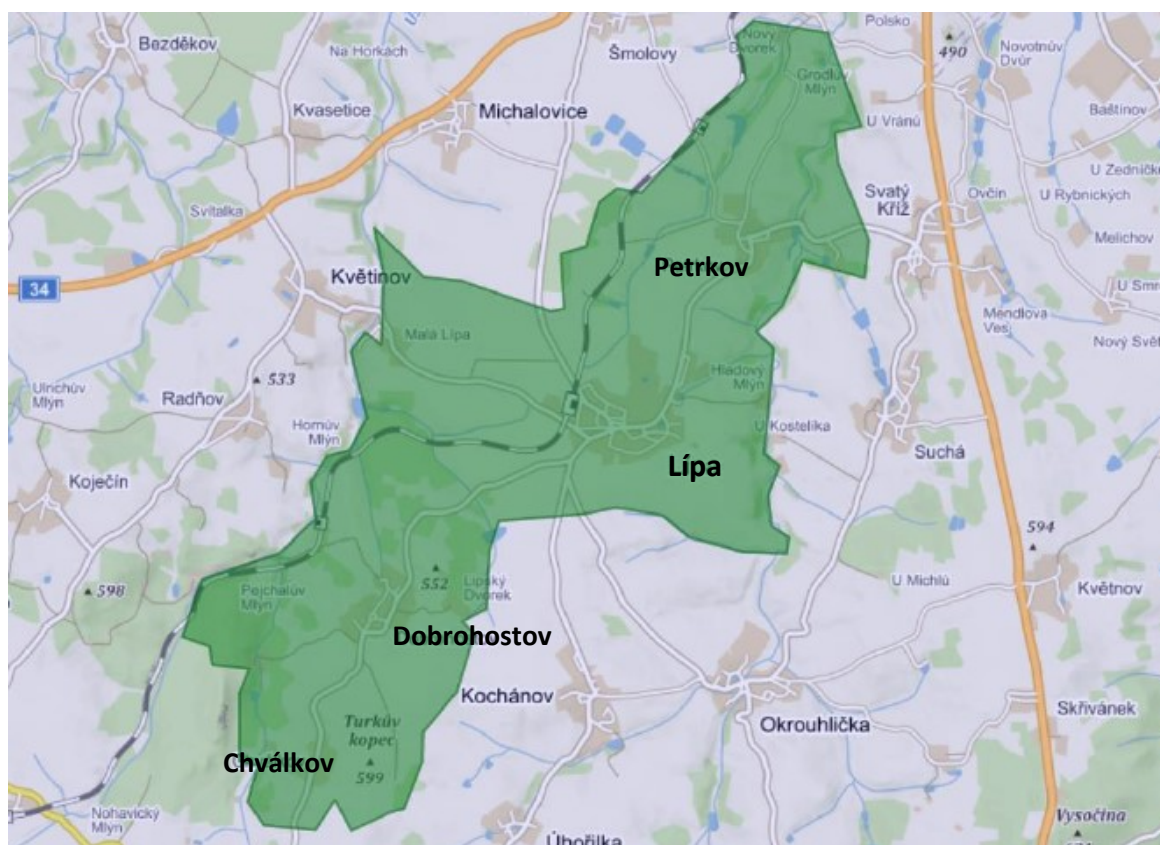 Polsko
Bezděkov
Na Horkách
Šmolovy
Nový
Dvorek
490
Novotnův
Dvůr
Kvasetice
Michalovice
Grodlův
Mlýn
Baštínov
U Vránů
U Zedníčků
Svatý
Kříž
Ovčín
U Rybnických
Svitalka
Melichov
34
Květinov
Petrkov
U Smr
Mendlova
Ves
Malá Lípa
Nový Svět
Ulrichův
Mlýn
533
Hladový
Mlýn
Radňov
Hornův
Mlýn
U Kostelíka
Suchá
Koječín
Lípa
594
552
Lipský
Dvorek
U Michlů
Květnov
598
Pejchalův
Mlýn
Dobrohostov
Kochánov
Okrouhlička
Skřivánek
Turkův
kopec
599
Chválkov
Nohavický
Mlýn
Vysočina
Úhořilka